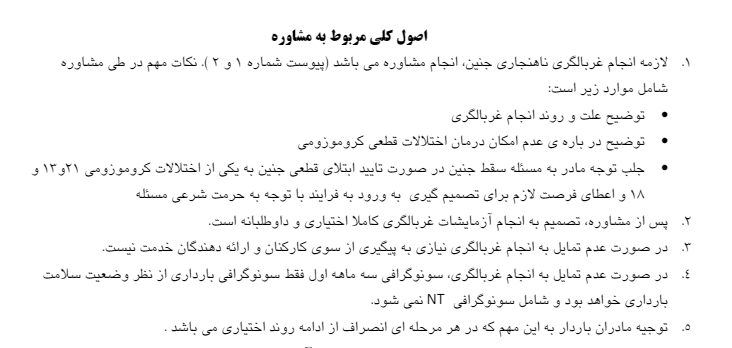 اصول کلی مربوط به مشاوره
۱. لازمه انجام غربالگری ناهنجاری جنین، انجام مشاوره می باشد (پیوست شماره ۱ و ۲ ). نکات مهم در طی مشاوره
شامل موارد زیر است:
• توضیح علت و روند انجام غربالگری
• توضیح در باره ی عدم امکان درمان اختلالات قطعی کروموزومی
• جلب توجه مادر به مسئله سقط جنین در صورت تایید ابتلای قطعی جنین به یکی از اختلالات کروموزومی ۲۱و۱۳ و
۱۸ و اعطای فرصت لازم برای تصمیم گیری به ورود به فرایند با توجه به حرمت شرعی مسئله
۲. پس از مشاوره، تصمیم به انجام آزمایشات غربالگری کاملا اختیاری و داوطلبانه است.
۳. در صورت عدم تمایل به انجام غربالگری نیازی به پیگیری از سوی کارکنان و ارائه دهندگان خدمت نیست.
۴. در صورت عدم تمایل به انجام غربالگری، سونوگرافی سه ماهه اول فقط سونوگرافی بارداری از نظر وضعیت سلامت
بارداری خواهد بود و شامل سونوگرافی NT نمی شود.
۵. توجیه مادران باردار به این مهم که در هر مرحله ای انصراف از ادامه روند اختیاری می باشد .